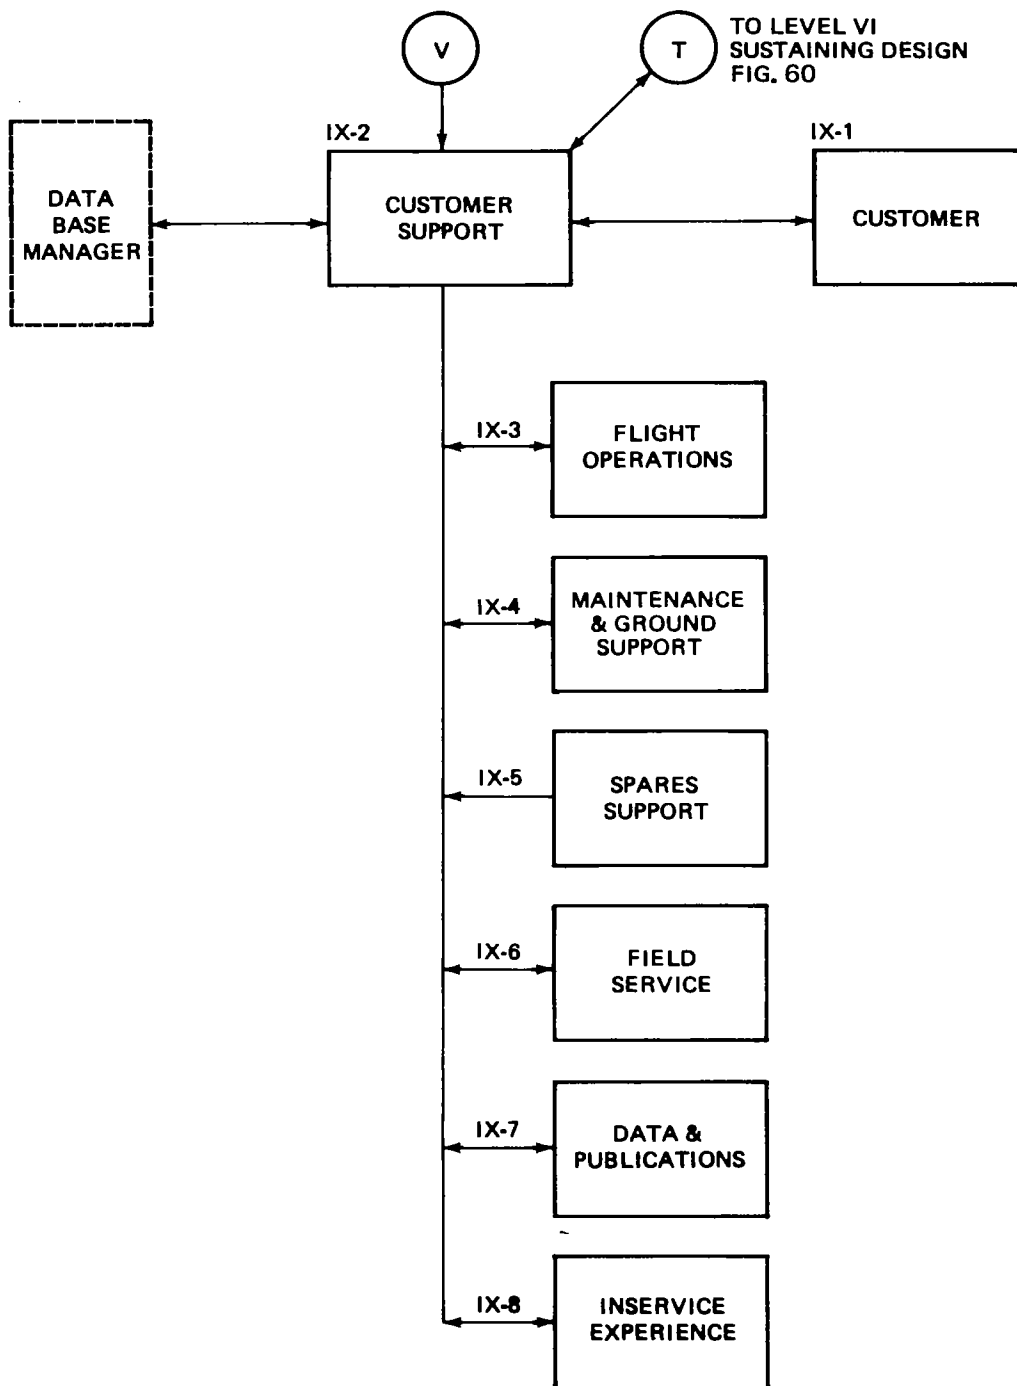 V
T
TO LEVEL VI
SUSTAINING DESIGN
FIG. 60
IX-2
IX-1
DATA
BASE
MANAGER
CUSTOMER
SUPPORT
CUSTOMER
IX-3
FLIGHT
OPERATIONS
IX-4
MAINTENANCE
& GROUND
SUPPORT
IX-5
SPARES
SUPPORT
IX-6
FIELD
SERVICE
IX-7
DATA &
PUBLICATIONS
IX-8
INSERVICE
EXPERIENCE